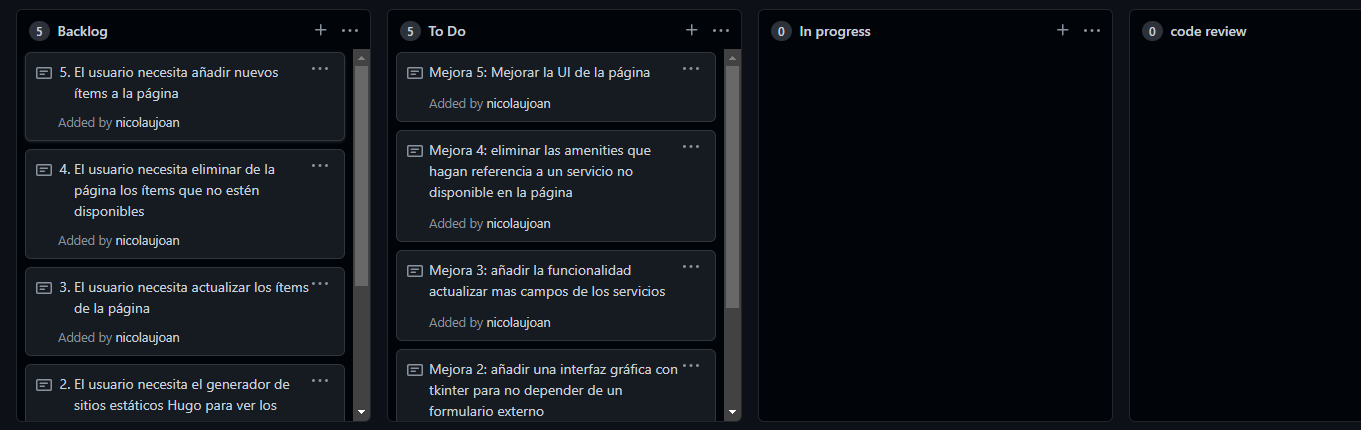 5 Backlog
5. El usuario necesita añadir nuevos
ítems a la página
Added by nicolaujoan
4. El usuario necesita eliminar de la
página los ítems que no estén
disponibles
Added by nicolaujoan
3. El usuario necesita actualizar los ítems
de la página
Added by nicolaujoan
2. El usuario necesita el generador de
sitios estáticos Hugo para ver los
5 To Do
Mejora 5: Mejorar la UI de la página
Added by nicolaujoan
Mejora 4: eliminar las amenities que
hagan referencia a un servicio no
disponible en la página
Added by nicolaujoan
Mejora 3: añadir la funcionalidad
actualizar mas campos de los servicios
Added by nicolaujoan
Mejora 2: añadir una interfaz gráfica con
tkinter para no depender de un
formulario externo
0 In progress
0 code review